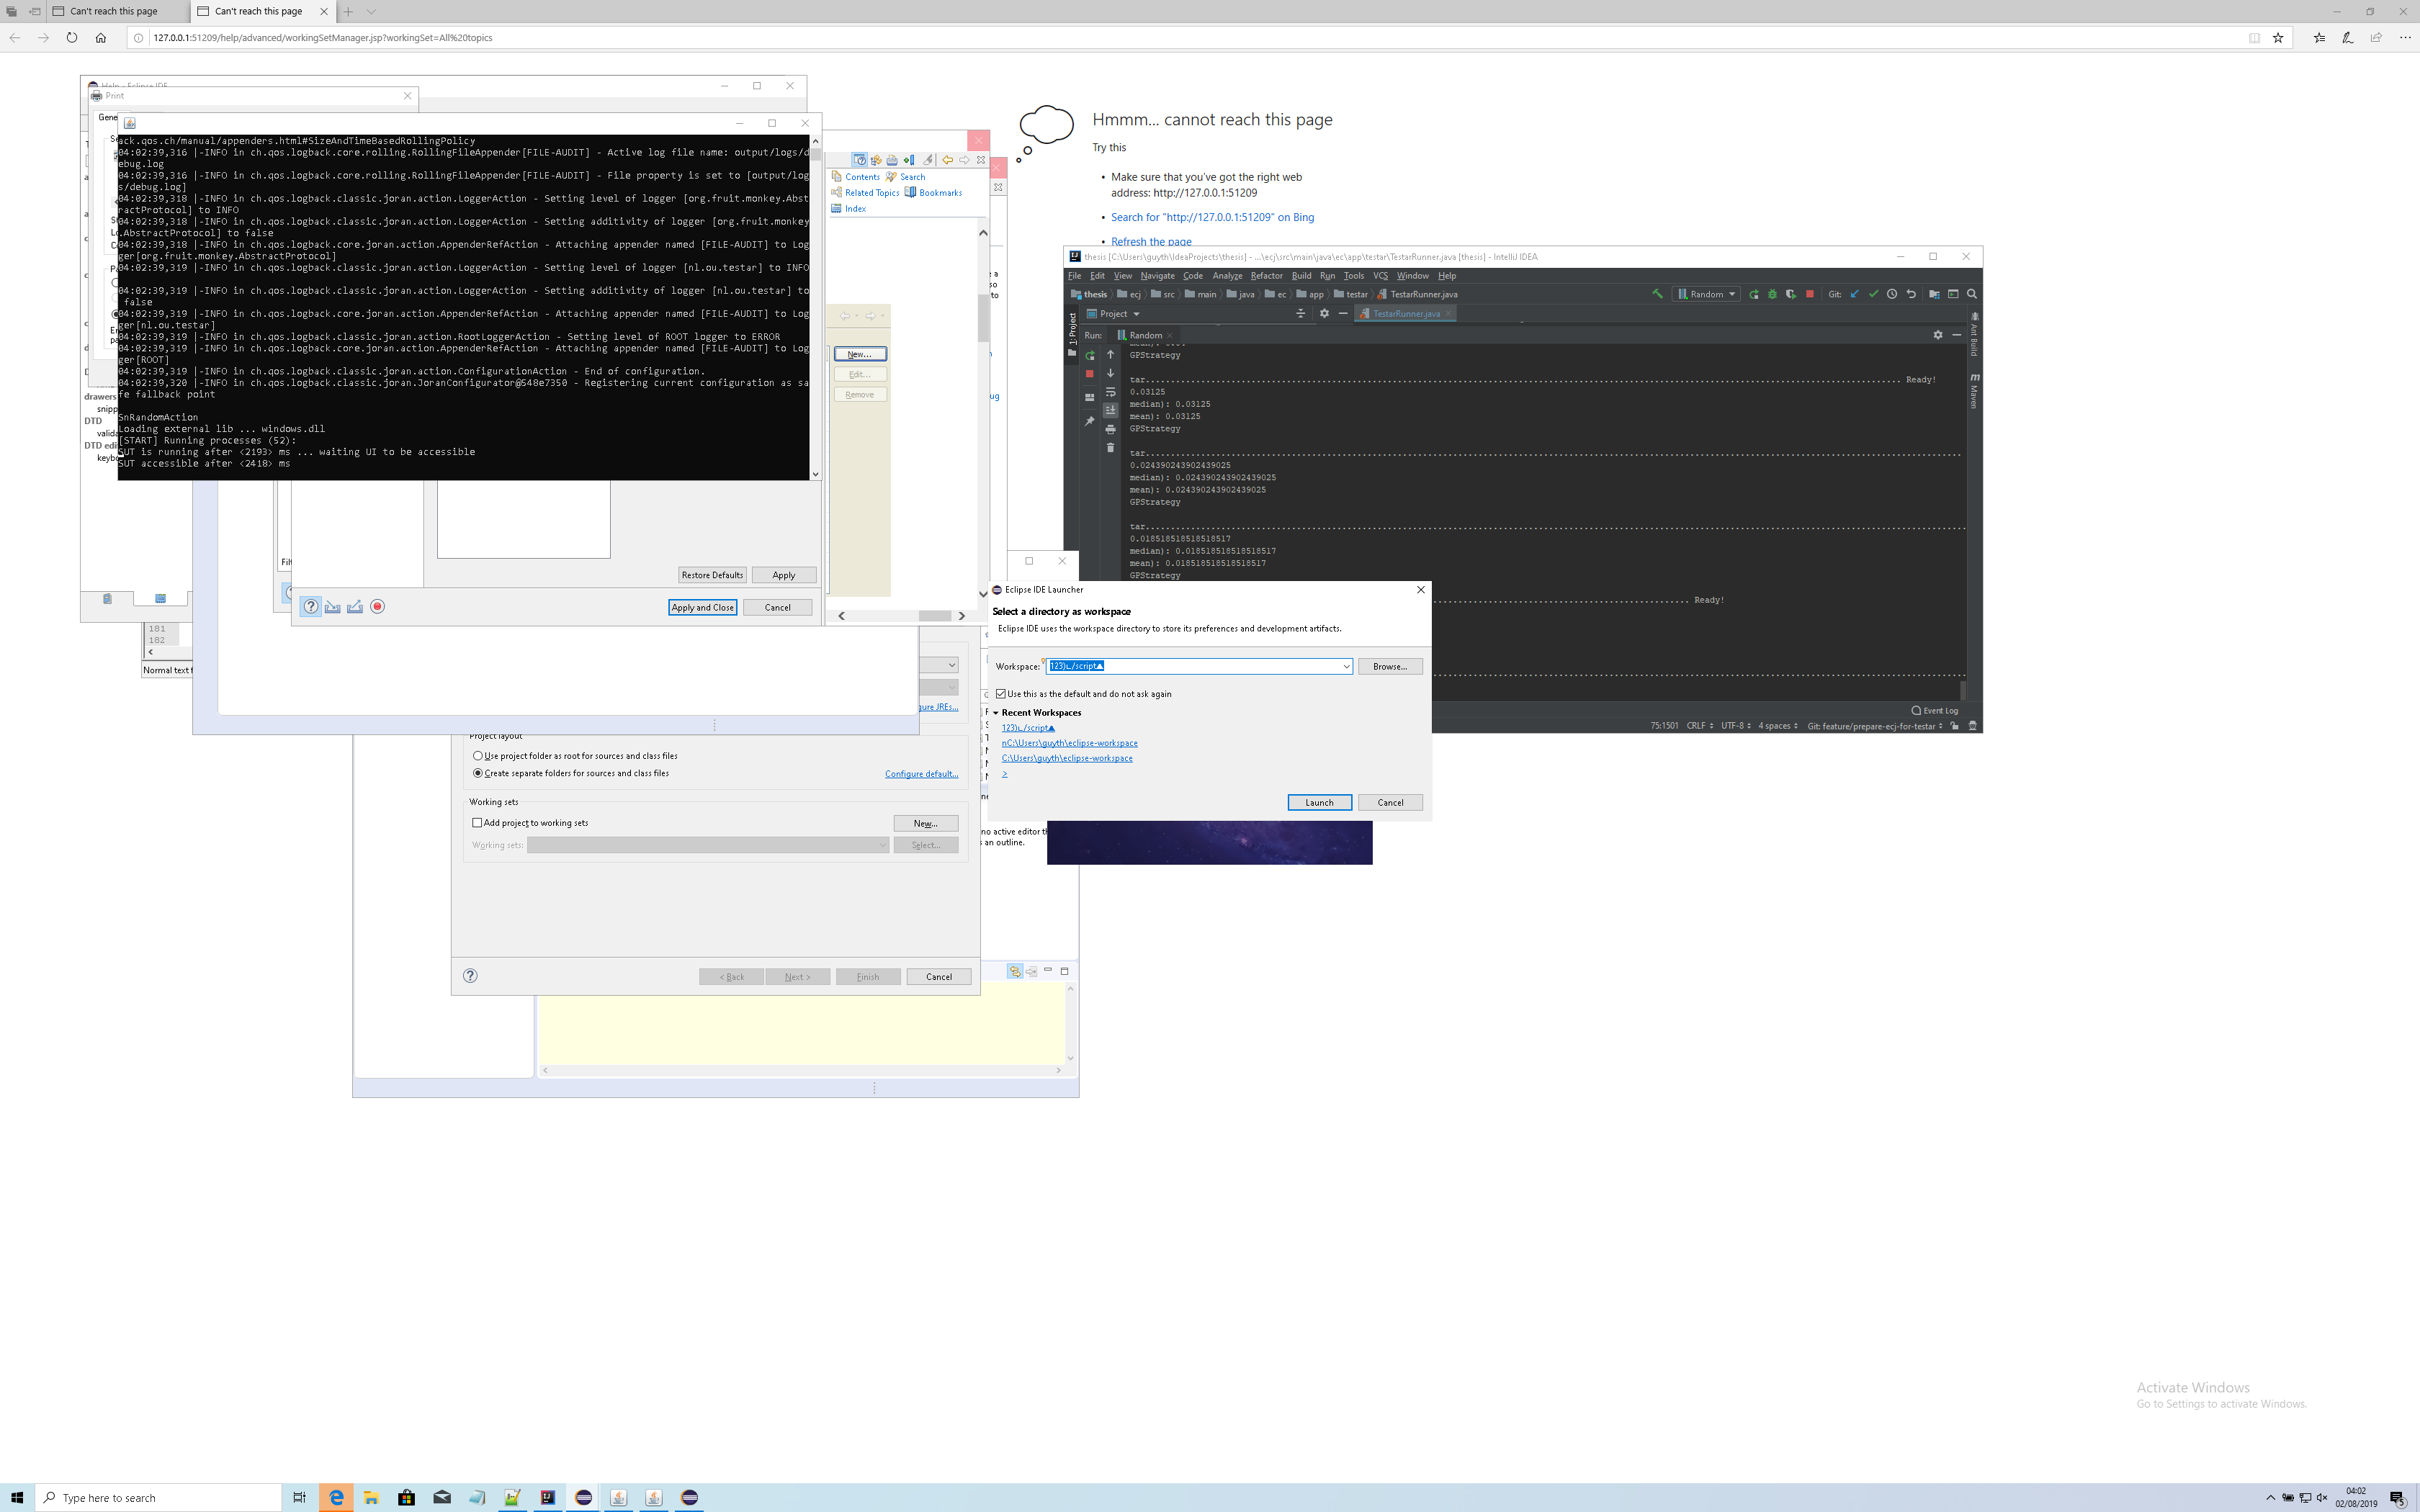 Can't reach this page
Can't reach this page
127.0.0.1:51209/help/advanced/workingSetManager.jsp?workingSet=All%20topics
Help - Eclipse IDE
Print
Gene
ack.qos.ch/manual/appenders.html#SizeAndTimeBasedRollingPolicy
04:02:39,316 |-INFO in ch.qos.logback.core.rolling.RollingFileAppender[FILE-AUDIT] - Active log file name: output/logs/d
ebug.log
04:02:39,316 |-INFO in ch.qos.logback.core.rolling.RollingFileAppender[FILE-AUDIT] - File property is set to [output/log
s/debug.log]
04:02:39,318 |-INFO in ch.qos.logback.classic.joran.action.LoggerAction - Setting level of logger [org.fruit.monkey.Abst
ractProtocol] to INFO
04:02:39,318 |-INFO in ch.qos.logback.classic.joran.action.LoggerAction - Setting additivity of logger [org.fruit.monkey
.AbstractProtocol] to false
04:02:39,318 |-INFO in ch.qos.logback.core.joran.action.AppenderRefAction - Attaching appender named [FILE-AUDIT] to Log
ger[org.fruit.monkey.AbstractProtocol]
04:02:39,319 |-INFO in ch.qos.logback.classic.joran.action.LoggerAction - Setting level of logger [nl.ou.testar] to INFO
04:02:39,319 |-INFO in ch.qos.logback.classic.joran.action.LoggerAction - Setting additivity of logger [nl.ou.testar] to
false
04:02:39,319 |-INFO in ch.qos.logback.core.joran.action.AppenderRefAction - Attaching appender named [FILE-AUDIT] to Log
ger[nl.ou.testar]
04:02:39,319 |-INFO in ch.qos.logback.classic.joran.action.RootLoggerAction - Setting level of ROOT logger to ERROR
04:02:39,319 |-INFO in ch.qos.logback.core.joran.action.AppenderRefAction - Attaching appender named [FILE-AUDIT] to Log
ger[ROOT]
04:02:39,319 |-INFO in ch.qos.logback.classic.joran.action.ConfigurationAction - End of configuration.
04:02:39,320 |-INFO in ch.qos.logback.classic.joran.JoranConfigurator@548e7350 - Registering current configuration as sa
fe fallback point
SnRandomAction
Loading external lib ... windows.dll
[START] Running processes (52):
SUT is running after <2193> ms ... waiting UI to be accessible
SUT accessible after <2418> ms
drawers
snipp
DTD
valida
DTD edi
keybo
Contents Search
Related Topics Bookmarks
Index
New...
Edit...
Remove
Restore Defaults Apply
Apply and Close Cancel
181
182
Normal text f
gure JREs...
Project layout
Use project folder as root for sources and class files
Create separate folders for sources and class files
Configure default...
Working sets
Add project to working sets
New...
Working sets:
Select...
< Back Next > Finish Cancel
no active editor th
s an outline.
Hmmm... cannot reach this page
Try this
• Make sure that you've got the right web
address: http://127.0.0.1:51209
• Search for "http://127.0.0.1:51209" on Bing
• Refresh the page
thesis [C:\Users\guyth\IdeaProjects\thesis] - ...\ecj\src\main\java\ec\app\testar\TestarRunner.java [thesis] - IntelliJ IDEA
File Edit View Navigate Code Analyze Refactor Build Run Tools VCS Window Help
thesis ecj src main java ec app testar TestarRunner.java
Random
Git:
Project
TestarRunner.java
1: Project
Ant Build
Maven
Run: Random
GPStrategy
tar.............................................................. Ready!
0.03125
median): 0.03125
mean): 0.03125
GPStrategy
tar..............................................................
0.024390243902439025
median): 0.024390243902439025
mean): 0.024390243902439025
GPStrategy
tar..............................................................
0.018518518518518517
median): 0.018518518518518517
mean): 0.018518518518518517
GPStrategy
Ready!
Event Log
75:1501 CRLF UTF-8 4 spaces Git: feature/prepare-ecj-for-testar
Eclipse IDE Launcher
Select a directory as workspace
Eclipse IDE uses the workspace directory to store its preferences and development artifacts.
Workspace: Browse...
Use this as the default and do not ask again
Recent Workspaces
nC:\Users\guyth\eclipse-workspace
C:\Users\guyth\eclipse-workspace
>
Launch Cancel
Activate Windows
Go to Settings to activate Windows.
Type here to search
04:02
02/08/2019
5